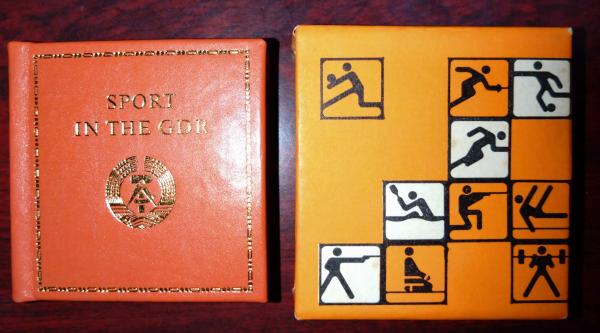 SPORT
IN THE GDR